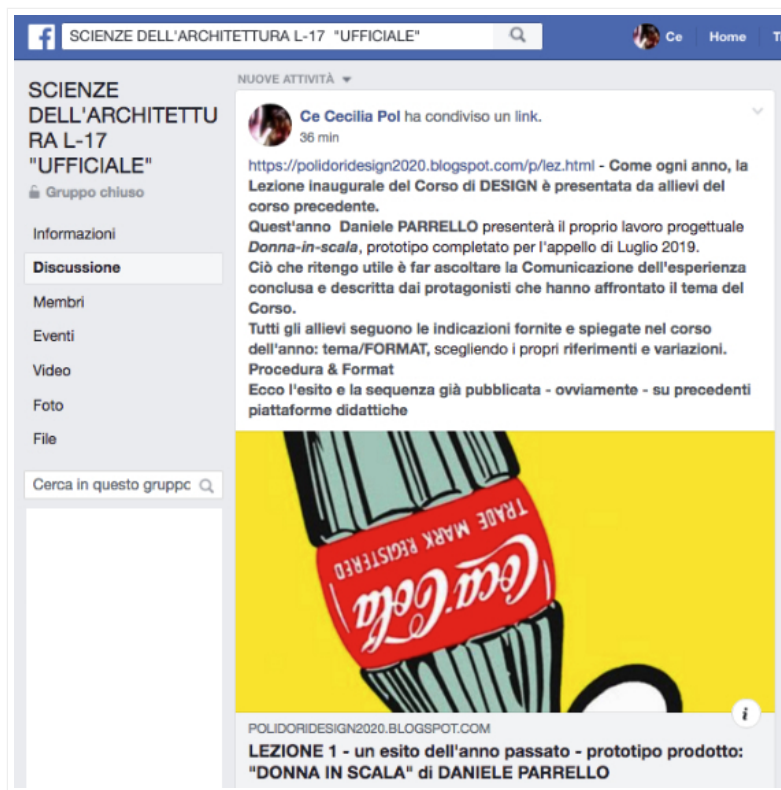 SCIENZE DELL'ARCHITETTURA L-17 "UFFICIALE"
Ce Home
SCIENZE
DELL'ARCHITETTU
RA L-17
"UFFICIALE"
Gruppo chiuso
Informazioni
Discussione
Membri
Eventi
Video
Foto
File
Cerca in questo gruppo
NUOVE ATTIVITÀ
Ce Cecilia Pol ha condiviso un link.
36 min
https://polidoridesign2020.blogspot.com/p/lez.html - Come ogni anno, la
Lezione inaugurale del Corso di DESIGN è presentata da allievi del
corso precedente.
Quest'anno Daniele PARRELLO presenterà il proprio lavoro progettuale
Donna-in-scala, prototipo completato per l'appello di Luglio 2019.
Ciò che ritengo utile è far ascoltare la Comunicazione dell'esperienza
conclusa e descritta dai protagonisti che hanno affrontato il tema del
Corso.
Tutti gli allievi seguono le indicazioni fornite e spiegate nel corso
dell'anno: tema/FORMAT, scegliendo i propri riferimenti e variazioni.
Procedura & Format
Ecco l'esito e la sequenza già pubblicata - ovviamente - su precedenti
piattaforme didattiche
Coca-Cola
TRADE MARK REGISTERED
POLIDORIDESIGN2020.BLOGSPOT.COM
LEZIONE 1 - un esito dell'anno passato - prototipo prodotto:
"DONNA IN SCALA" di DANIELE PARRELLO